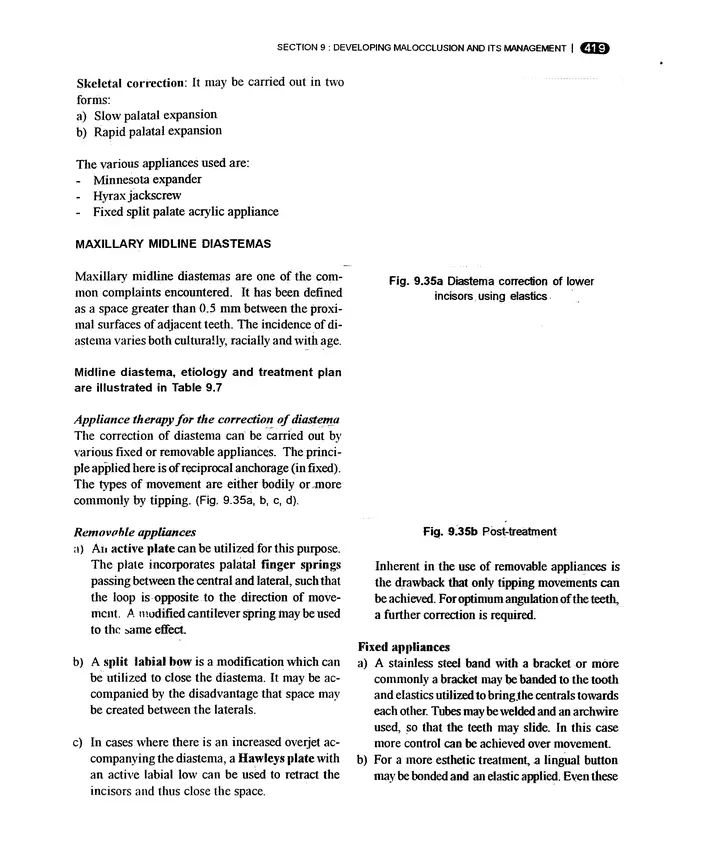 SECTION 9 : DEVELOPING MALOCCLUSION AND ITS MANAGEMENT | 419
Skeletal correction: It may be carried out in two
forms:
a) Slow palatal expansion
b) Rapid palatal expansion
The various appliances used are:
- Minnesota expander
- Hyrax jackscrew
- Fixed split palate acrylic appliance
MAXILLARY MIDLINE DIASTEMAS
Maxillary midline diastemas are one of the com-
mon complaints encountered. It has been defined
as a space greater than 0.5 mm between the proxi-
mal surfaces of adjacent teeth. The incidence of di-
astema varies both culturally, racially and with age.
Midline diastema, etiology and treatment plan
are illustrated in Table 9.7
Appliance therapy for the correction of diastema
The correction of diastema can be carried out by
various fixed or removable appliances. The princi-
ple applied here is of reciprocal anchorage (in fixed).
The types of movement are either bodily or more
commonly by tipping. (Fig. 9.35a, b, c, d).
Removable appliances
a) An active plate can be utilized for this purpose.
The plate incorporates palatal finger springs
passing between the central and lateral, such that
the loop is opposite to the direction of move-
ment. A modified cantilever spring may be used
to the same effect.
b) A split labial bow is a modification which can
be utilized to close the diastema. It may be ac-
companied by the disadvantage that space may
be created between the laterals.
c) In cases where there is an increased overjet ac-
companying the diastema, a Hawleys plate with
an active labial low can be used to retract the
incisors and thus close the space.
Fig. 9.35a Diastema correction of lower
incisors using elastics
Fig. 9.35b Post-treatment
Inherent in the use of removable appliances is
the drawback that only tipping movements can
be achieved. For optimum angulation of the teeth,
a further correction is required.
Fixed appliances
a) A stainless steel band with a bracket or more
commonly a bracket may be banded to the tooth
and elastics utilized to bring the centrals towards
each other. Tubes may be welded and an archwire
used, so that the teeth may slide. In this case
more control can be achieved over movement.
b) For a more esthetic treatment, a lingual button
may be bonded and an elastic applied. Even these